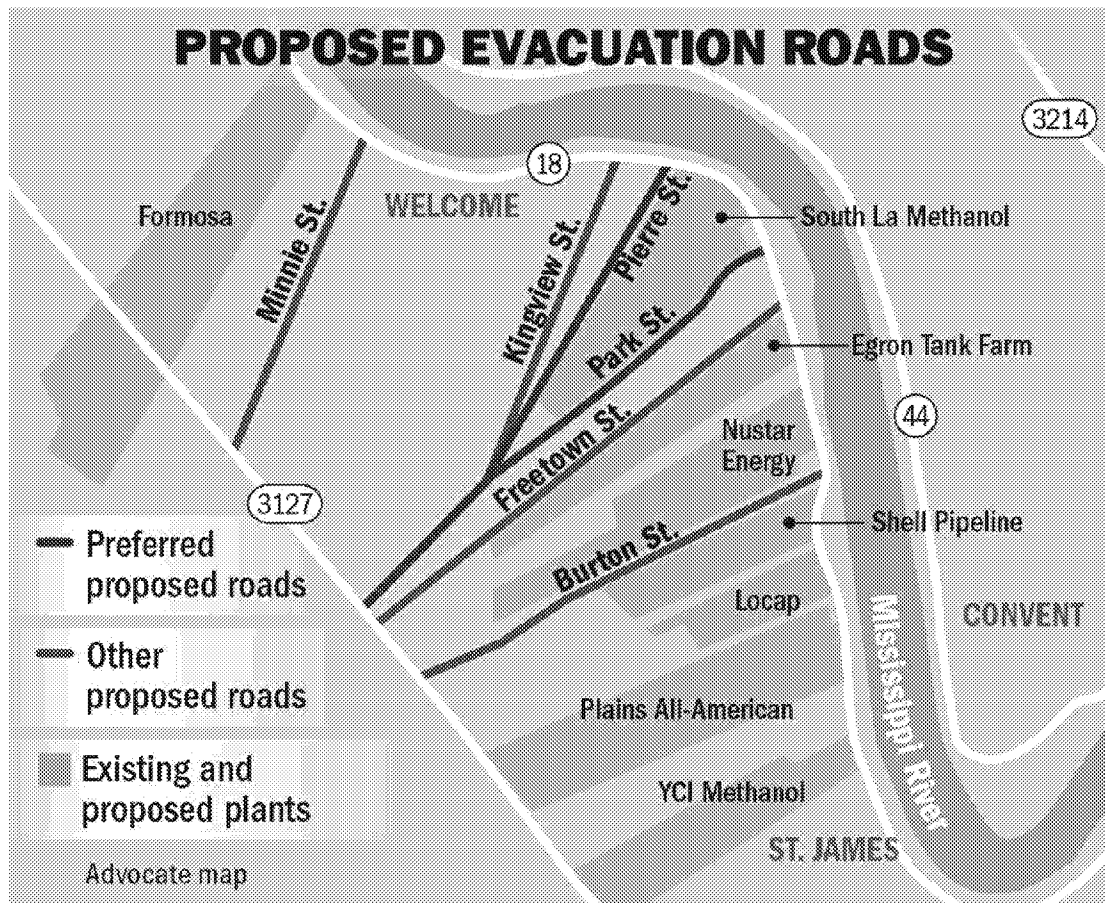 PROPOSED EVACUATION ROADS
3214
18
WELCOME
Formosa
South La Methanol
Minnie St.
Kingview St.
Pierre St.
Park St.
Egron Tank Farm
Freetown St.
44
Nustar
Energy
3127
Shell Pipeline
Burton St.
Locap
CONVENT
Mississippi River
Plains All-American
YCI Methanol
ST. JAMES
Preferred
proposed roads
Other
proposed roads
Existing and
proposed plants
Advocate map